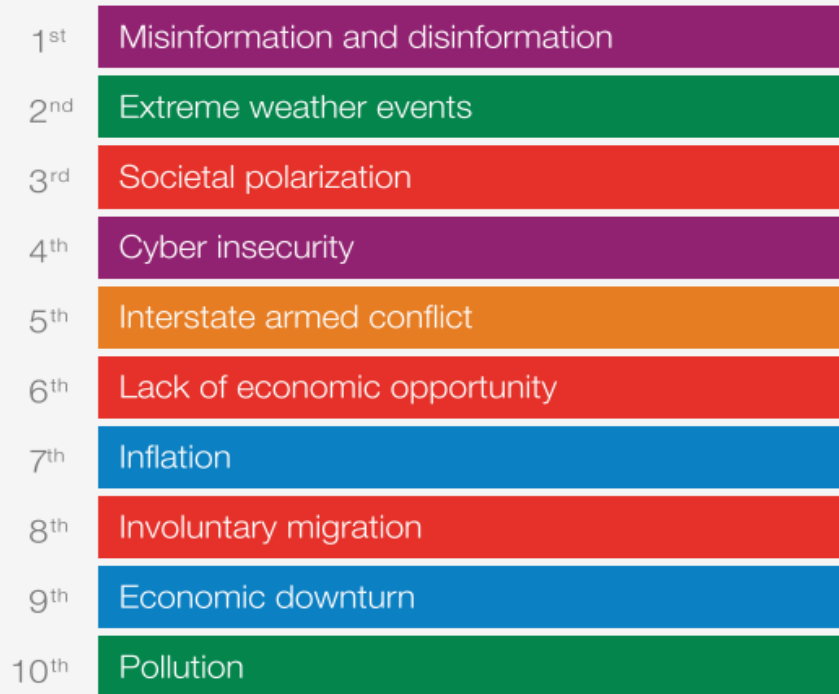 1st Misinformation and disinformation
2nd Extreme weather events
3rd Societal polarization
4th Cyber insecurity
5th Interstate armed conflict
6th Lack of economic opportunity
7th Inflation
8th Involuntary migration
9th Economic downturn
10th Pollution